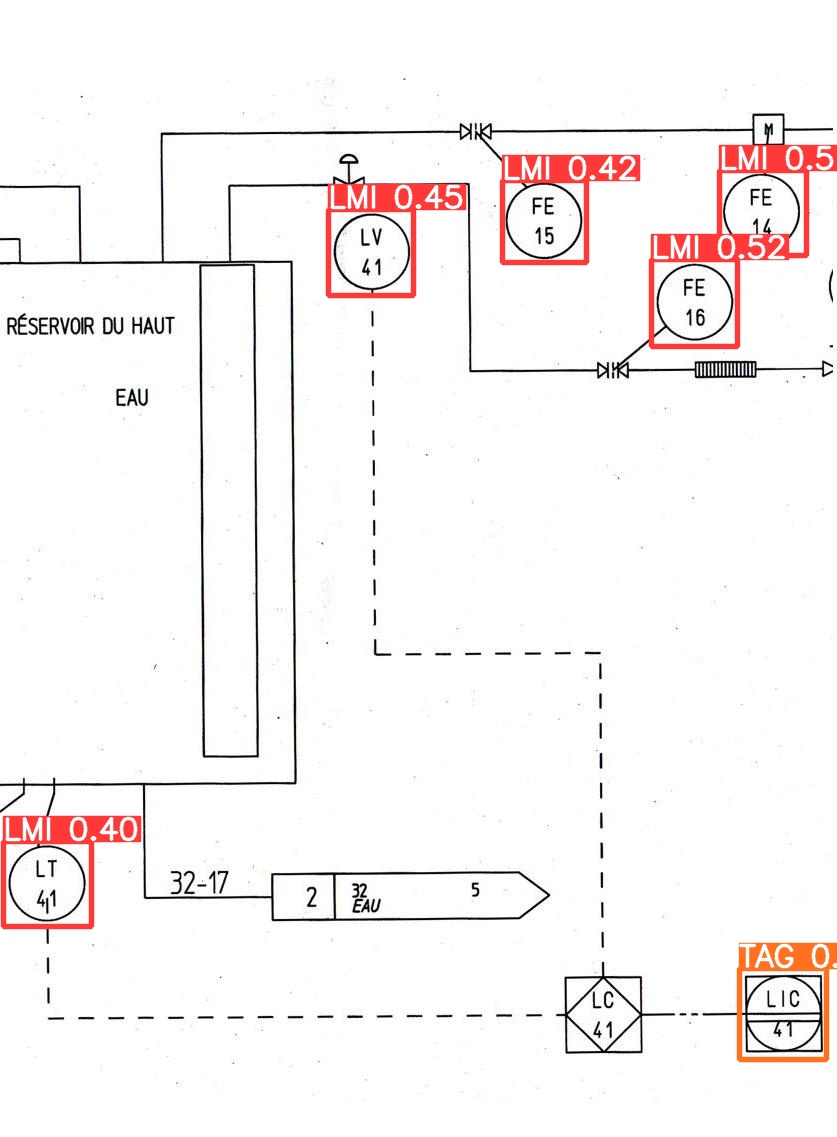 M
LMI 0.42
LMI 0.5
LMI 0.45
FE
15
FE
14
LV
41
LMI 0.52
FE
16
RÉSERVOIR DU HAUT
EAU
LMI 0.40
LT
41
32-17
2
32
EAU
5
TAG 0.
LC
41
LIC
41